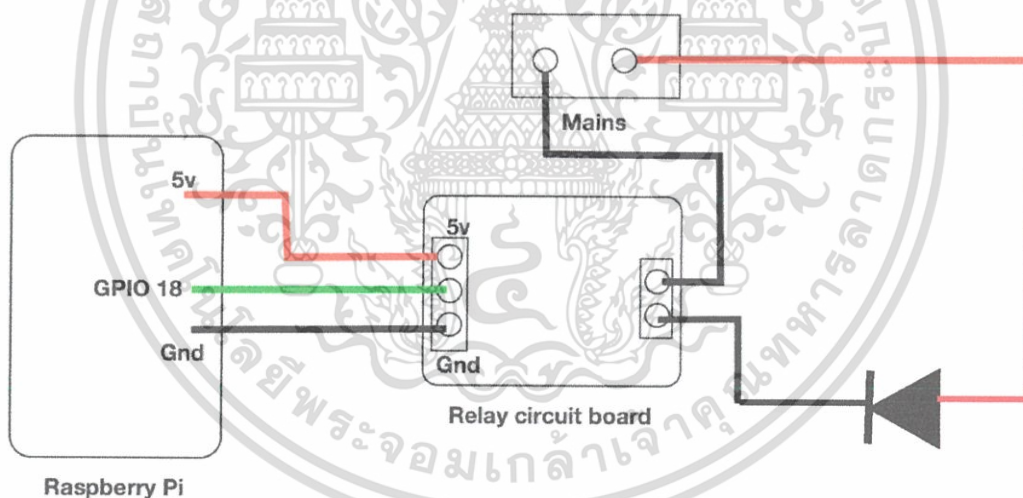 Mains
5v
5v
GPIO 18
Gnd
Gnd
Relay circuit board
Raspberry Pi